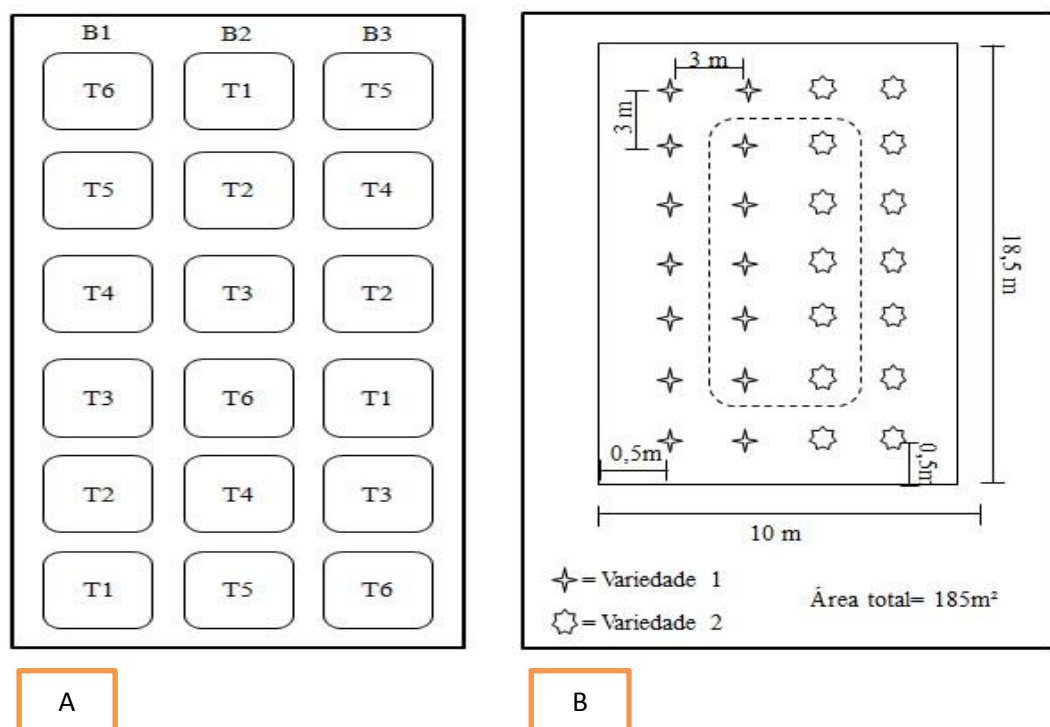 B1 B2 B3
T6 T1 T5
T5 T2 T4
T4 T3 T2
T3 T6 T1
T2 T4 T3
T1 T5 T6
A
3 m
3 m
18,5 m
0,5m
0,5m
10 m
= Variedade 1
= Variedade 2
Área total= 185m²
B